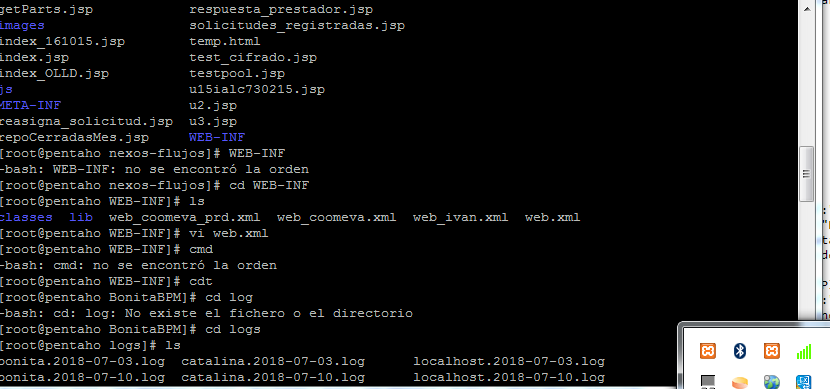 getParts.jsp respuesta_prestador.jsp
images solicitudes_registradas.jsp
index_161015.jsp temp.html
index.jsp test_cifrado.jsp
index_OLLD.jsp testpool.jsp
js u15ialc730215.jsp
META-INF u2.jsp
reasigna_solicitud.jsp u3.jsp
repoCerradasMes.jsp WEB-INF
[root@pentaho nexos-flujos]# WEB-INF
-bash: WEB-INF: no se encontró la orden
[root@pentaho nexos-flujos]# cd WEB-INF
[root@pentaho WEB-INF]# ls
classes lib web_coomeva_prd.xml web_coomeva.xml web_ivan.xml web.xml
[root@pentaho WEB-INF]# vi web.xml
[root@pentaho WEB-INF]# cmd
-bash: cmd: no se encontró la orden
[root@pentaho WEB-INF]# cdt
[root@pentaho BonitaBPM]# cd log
-bash: cd: log: No existe el fichero o el directorio
[root@pentaho BonitaBPM]# cd logs
[root@pentaho logs]# ls
bonita.2018-07-03.log catalina.2018-07-03.log localhost.2018-07-03.log
bonita.2018-07-10.log catalina.2018-07-10.log localhost.2018-07-10.log